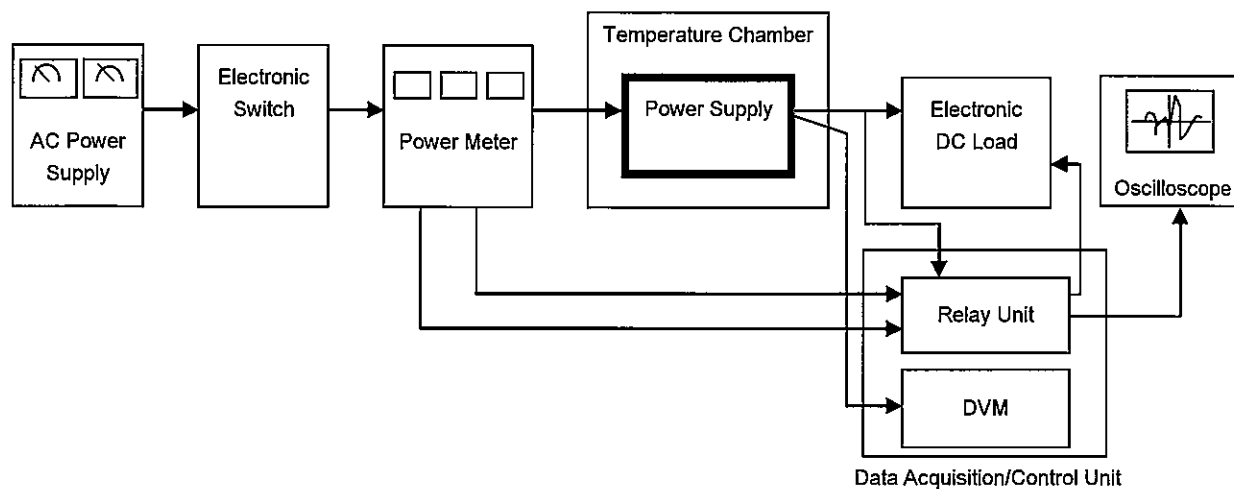 AC Power
Supply
Electronic
Switch
Power Meter
Temperature Chamber
Power Supply
Electronic
DC Load
Oscilloscope
Relay Unit
DVM
Data Acquisition/Control Unit